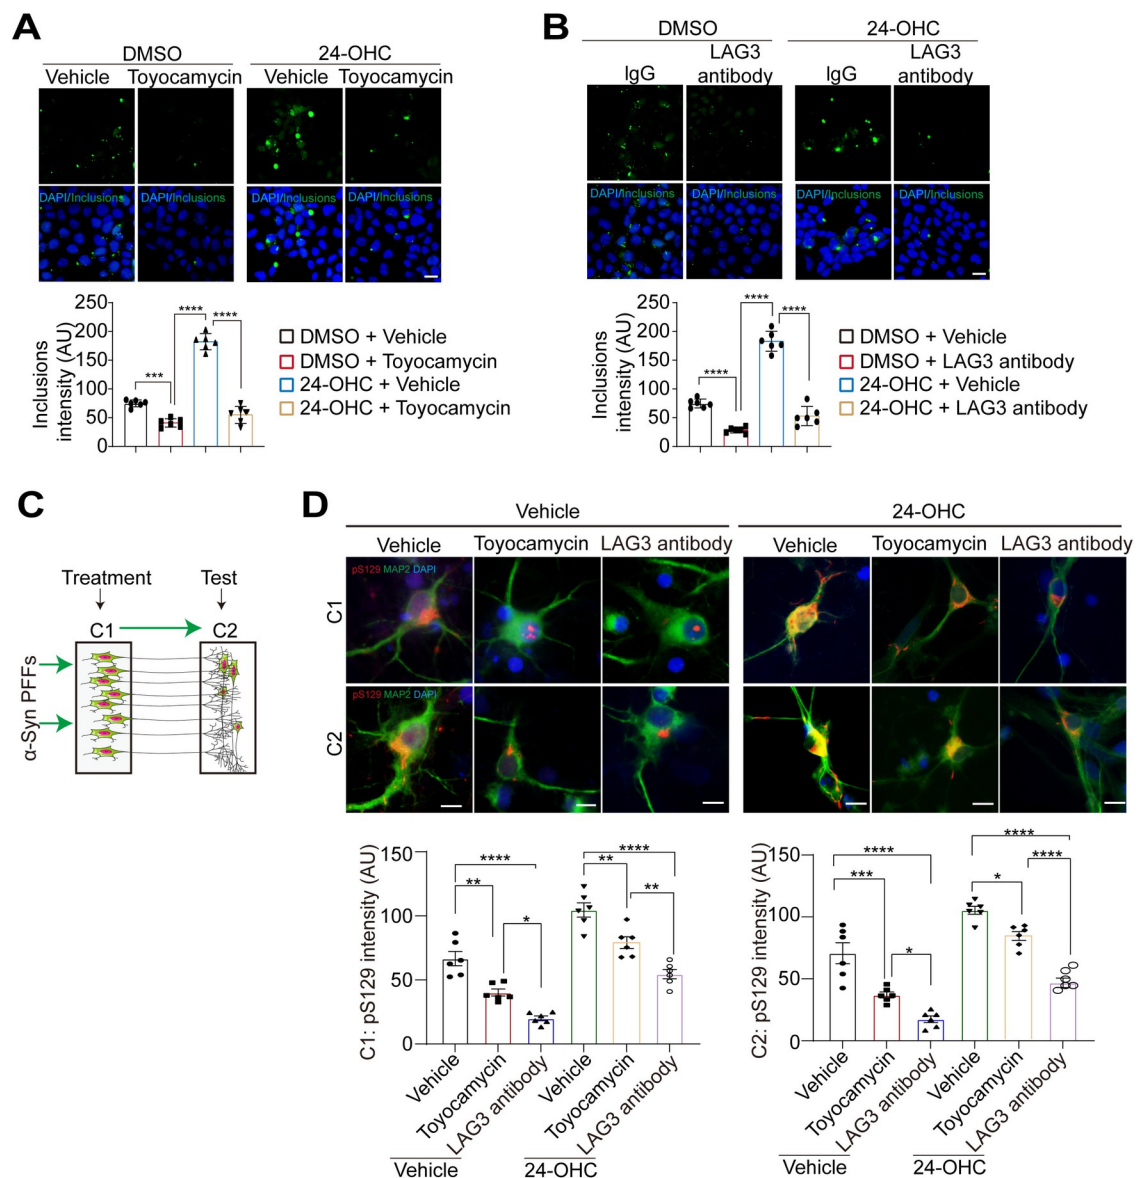 A
DMSO 24-OHC
Vehicle Toyocamycin Vehicle Toyocamycin
DAPI/Inclusions DAPI/Inclusions DAPI/Inclusions DAPI/Inclusions
Inclusions
intensity (AU)
250
200
150
100
50
0
***
****
****
DMSO + Vehicle
DMSO + Toyocamycin
24-OHC + Vehicle
24-OHC + Toyocamycin
B
DMSO 24-OHC
IgG LAG3 antibody IgG LAG3 antibody
DAPI/Inclusions DAPI/Inclusions DAPI/Inclusions DAPI/Inclusions
Inclusions
intensity (AU)
250
200
150
100
50
0
****
****
****
DMSO + Vehicle
DMSO + LAG3 antibody
24-OHC + Vehicle
24-OHC + LAG3 antibody
C
Treatment Test
C1 C2
α-Syn PFFs
D
Vehicle 24-OHC
Vehicle Toyocamycin LAG3 antibody Vehicle Toyocamycin LAG3 antibody
C1
pS129 MAP2 DAPI
pS129 MAP2 DAPI
C2
pS129 MAP2 DAPI
pS129 MAP2 DAPI
C1: pS129 intensity (AU)
150
100
50
0
****
**
*
****
**
**
Vehicle
Toyocamycin
LAG3 antibody
Vehicle
Toyocamycin
LAG3 antibody
Vehicle
24-OHC
C2: pS129 intensity (AU)
150
100
50
0
****
***
*
****
*
****
Vehicle
Toyocamycin
LAG3 antibody
Vehicle
Toyocamycin
LAG3 antibody
Vehicle
24-OHC